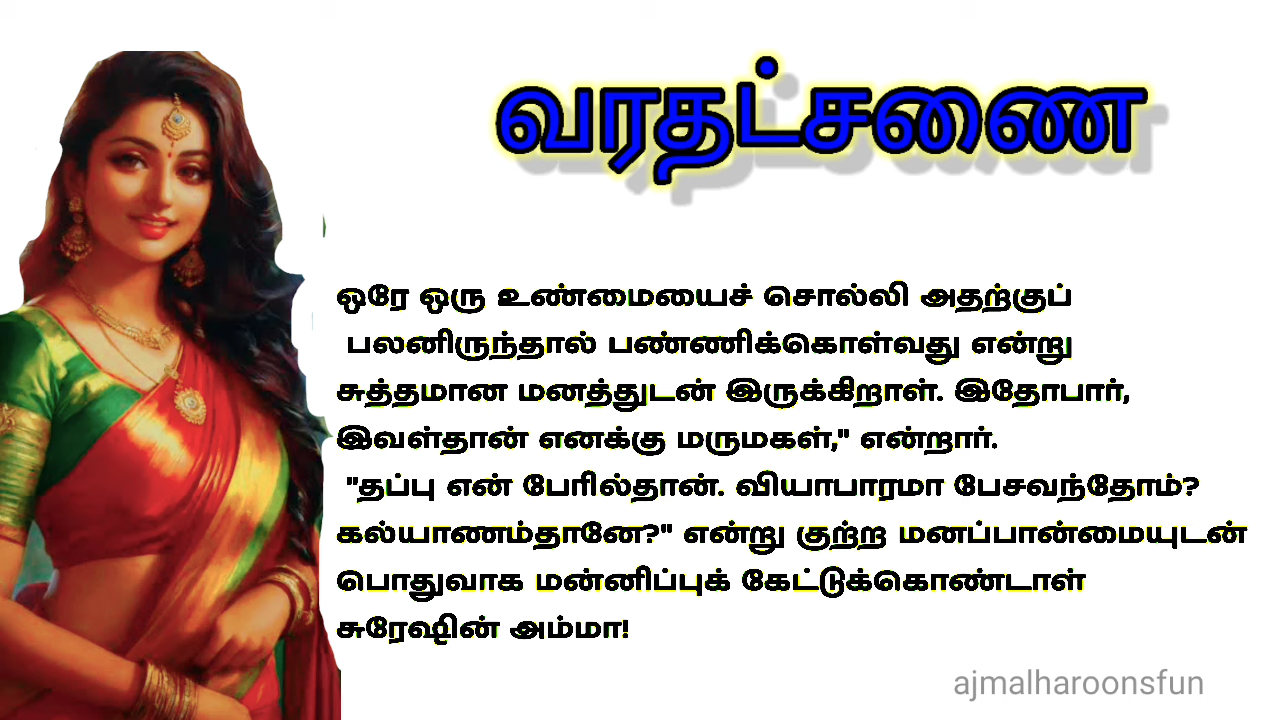 வரதட்சணை
ஒரே ஒரு உண்மையைச் சொல்லி அதற்குப்
பலனிருந்தால் பண்ணிக்கொள்வது என்று
சுத்தமான மனத்துடன் இருக்கிறாள். இதோபார்,
இவள்தான் எனக்கு மருமகள்," என்றார்.
"தப்பு என் பேரில்தான். வியாபாரமா பேசவந்தோம்?
கல்யாணம்தானே?" என்று குற்ற மனப்பான்மையுடன்
பொதுவாக மன்னிப்புக் கேட்டுக்கொண்டாள்
சுரேஷின் அம்மா!
ajmalharoonsfun